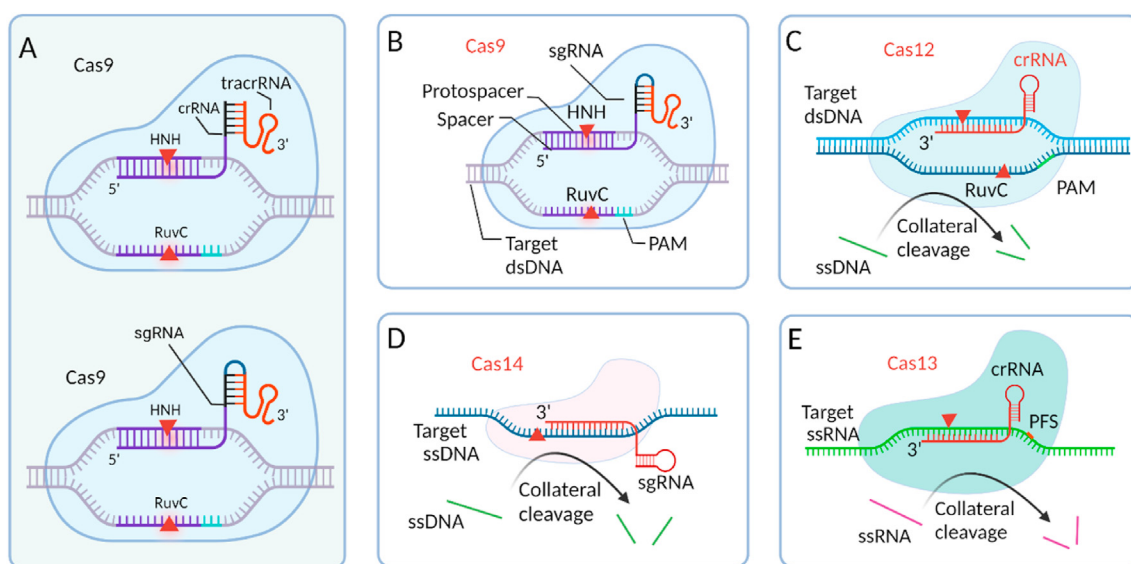 A
Cas9
tracrRNA
crRNA
HNH
3'
5'
RuvC
sgRNA
Cas9
HNH
3'
5'
RuvC
B
Cas9
sgRNA
Protospacer
HNH
Spacer
3'
5'
RuvC
Target
dsDNA
PAM
C
Cas12
crRNA
Target
dsDNA
3'
RuvC
PAM
Collateral
cleavage
ssDNA
D
Cas14
3'
Target
ssDNA
sgRNA
Collateral
cleavage
ssDNA
E
Cas13
crRNA
Target
ssRNA
PFS
3'
Collateral
cleavage
ssRNA